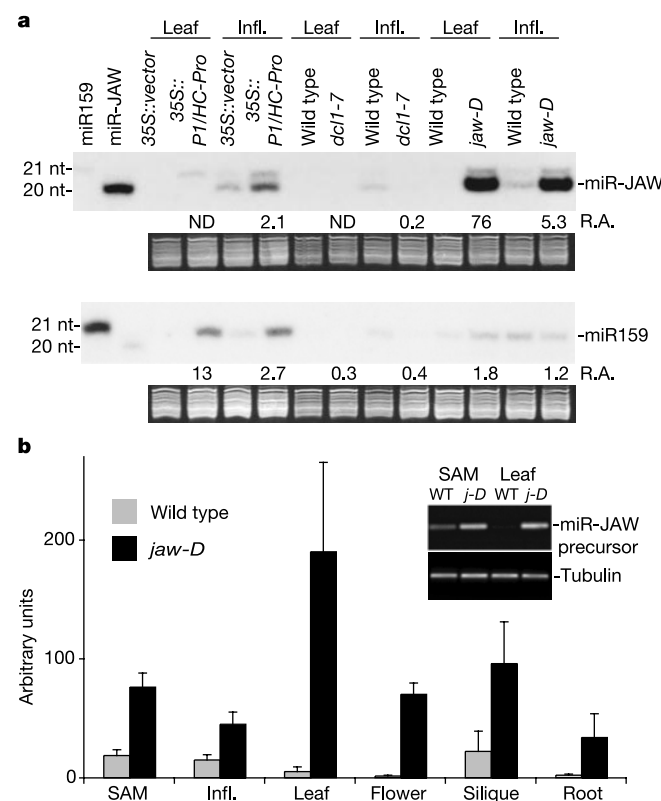 a
Leaf Infl. Leaf Infl. Leaf Infl.
miR159
miR-JAW
35S::vector
35S::
P1/HC-Pro
35S::vector
35S::
P1/HC-Pro
Wild type
dcl1-7
Wild type
dcl1-7
Wild type
jaw-D
Wild type
jaw-D
21 nt-
20 nt-
-miR-JAW
ND 2.1 ND 0.2 76 5.3 R.A.
21 nt-
20 nt-
-miR159
13 2.7 0.3 0.4 1.8 1.2 R.A.
b
Wild type
jaw-D
SAM Leaf
WT j-D WT j-D
-miR-JAW
precursor
-Tubulin
Arbitrary units
200
100
0
SAM Infl. Leaf Flower Silique Root